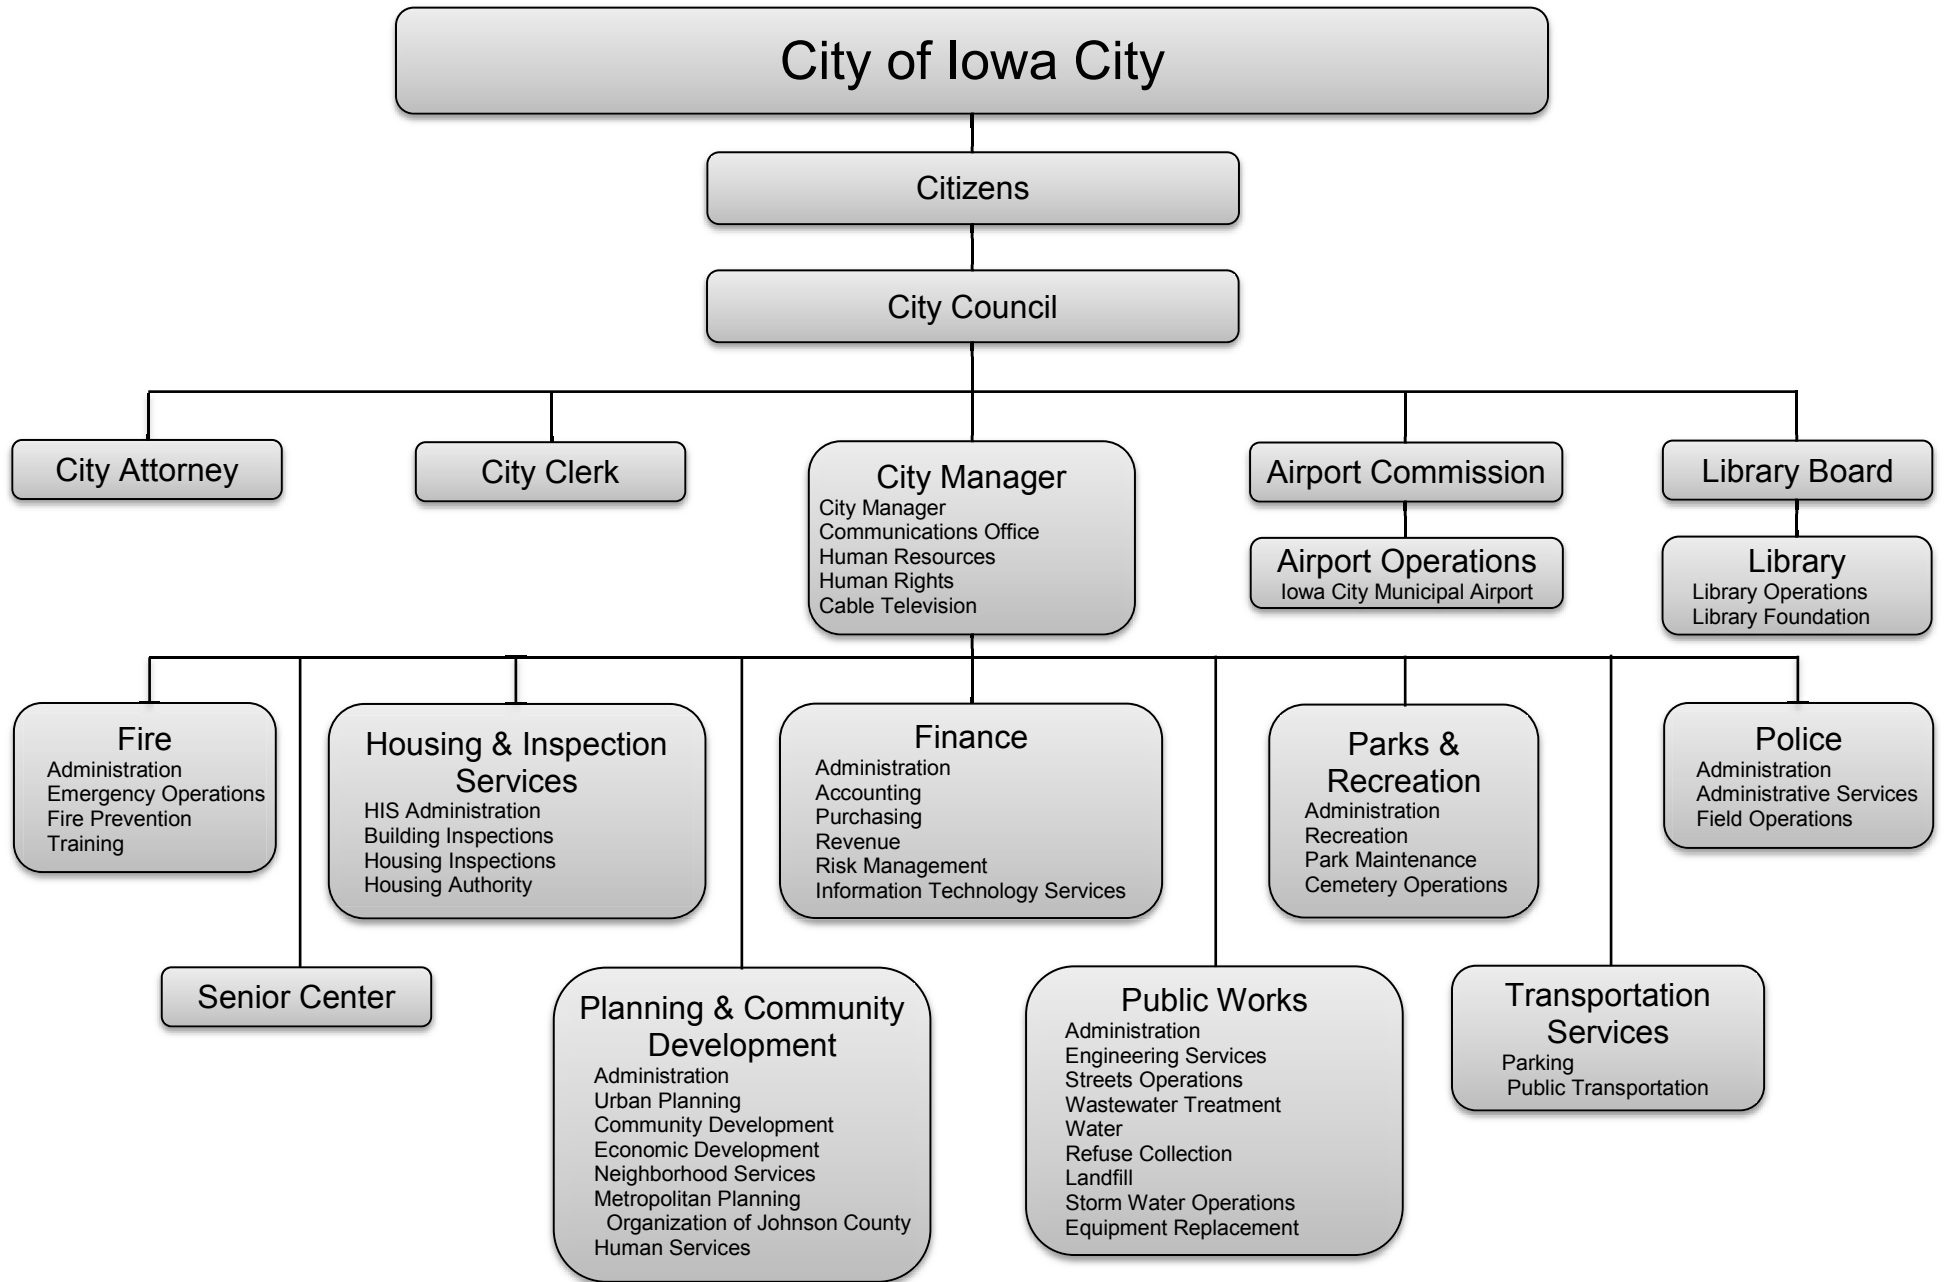 City of Iowa City
Citizens
City Council
City Attorney
City Clerk
City Manager
City Manager
Communications Office
Human Resources
Human Rights
Cable Television
Airport Commission
Airport Operations
Iowa City Municipal Airport
Library Board
Library
Library Operations
Library Foundation
Fire
Administration
Emergency Operations
Fire Prevention
Training
Housing & Inspection
Services
HIS Administration
Building Inspections
Housing Inspections
Housing Authority
Finance
Administration
Accounting
Purchasing
Revenue
Risk Management
Information Technology Services
Parks &
Recreation
Administration
Recreation
Park Maintenance
Cemetery Operations
Police
Administration
Administrative Services
Field Operations
Senior Center
Planning & Community
Development
Administration
Urban Planning
Community Development
Economic Development
Neighborhood Services
Metropolitan Planning
Organization of Johnson County
Human Services
Public Works
Administration
Engineering Services
Streets Operations
Wastewater Treatment
Water
Refuse Collection
Landfill
Storm Water Operations
Equipment Replacement
Transportation
Services
Parking
Public Transportation